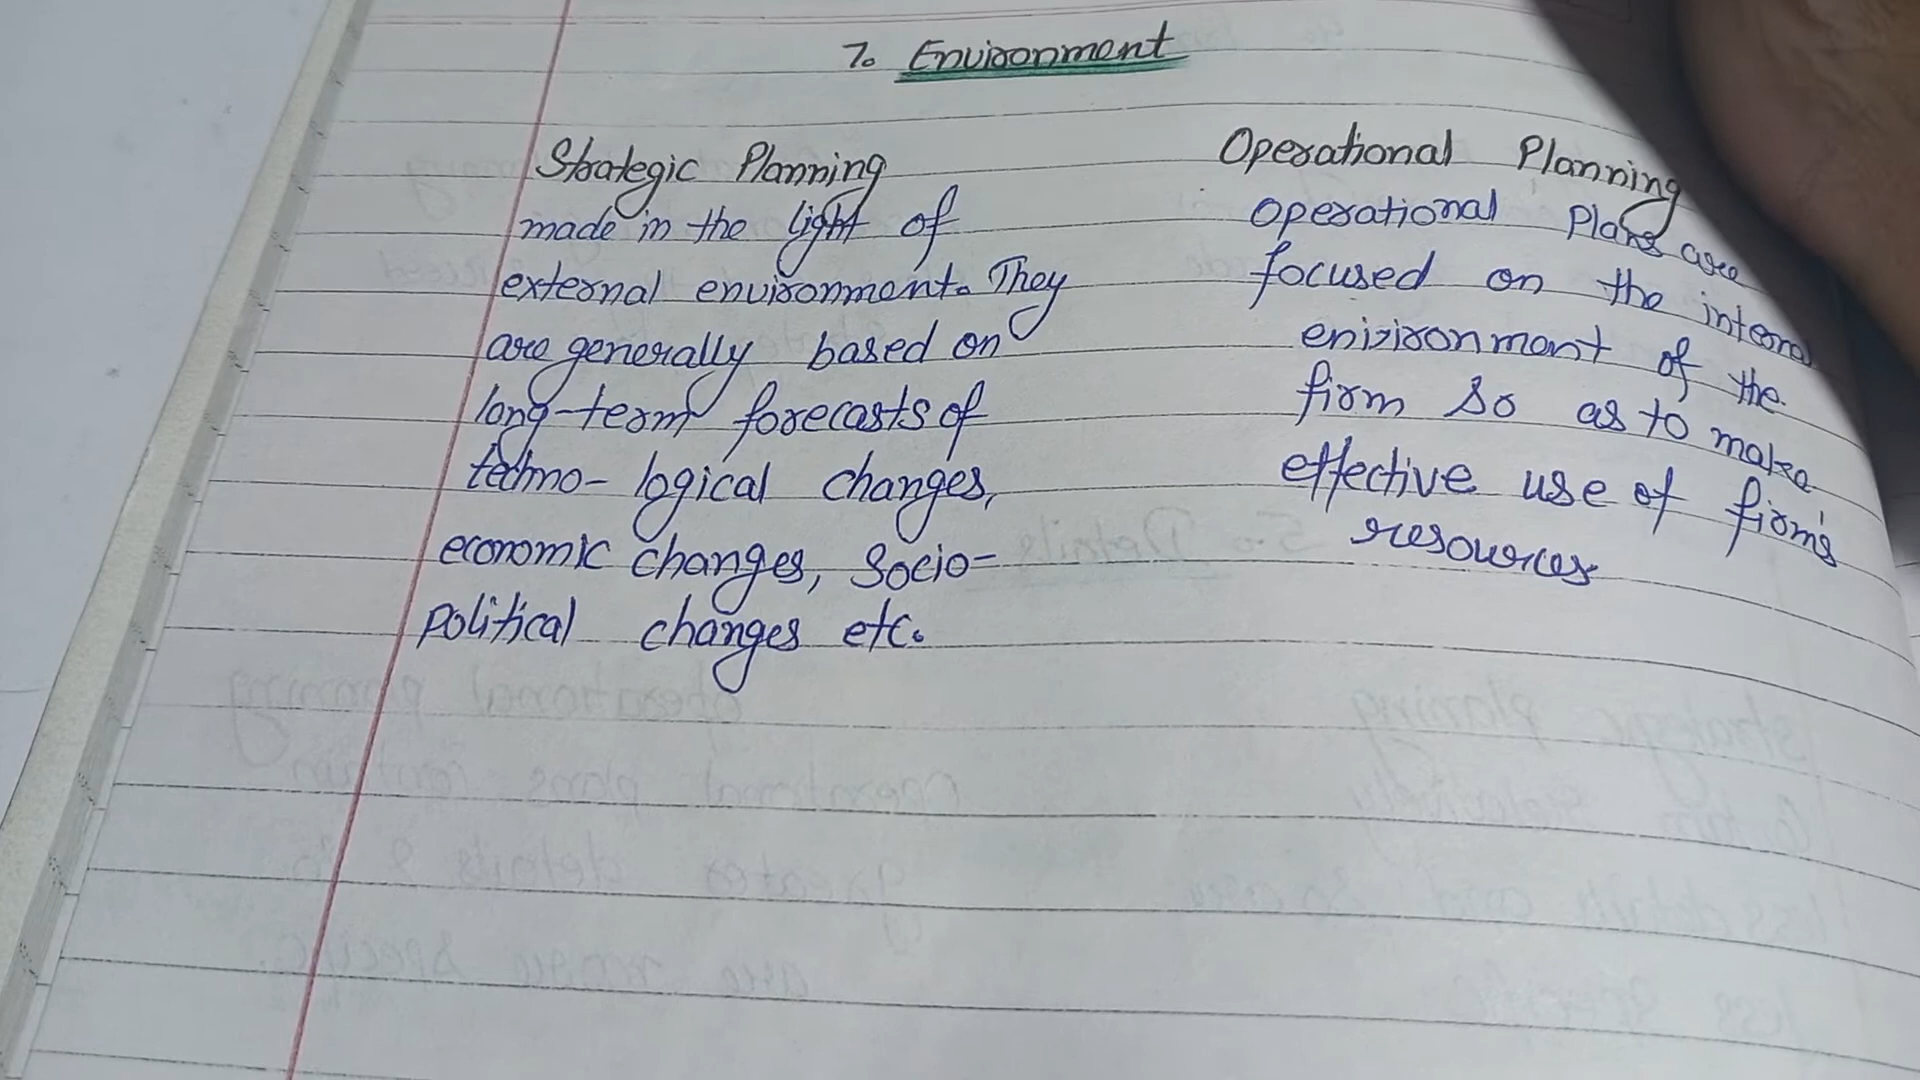 7. Environment
Strategic Planning
made in the light of
external environment. They
are generally based on
long-term forecasts of
techno-logical changes,
economic changes, Socio-
political changes etc.
Operational Planning
Operational Plans are
focused on the internal
environment of the
firm so as to make
effective use of firm's
resources
5. Details